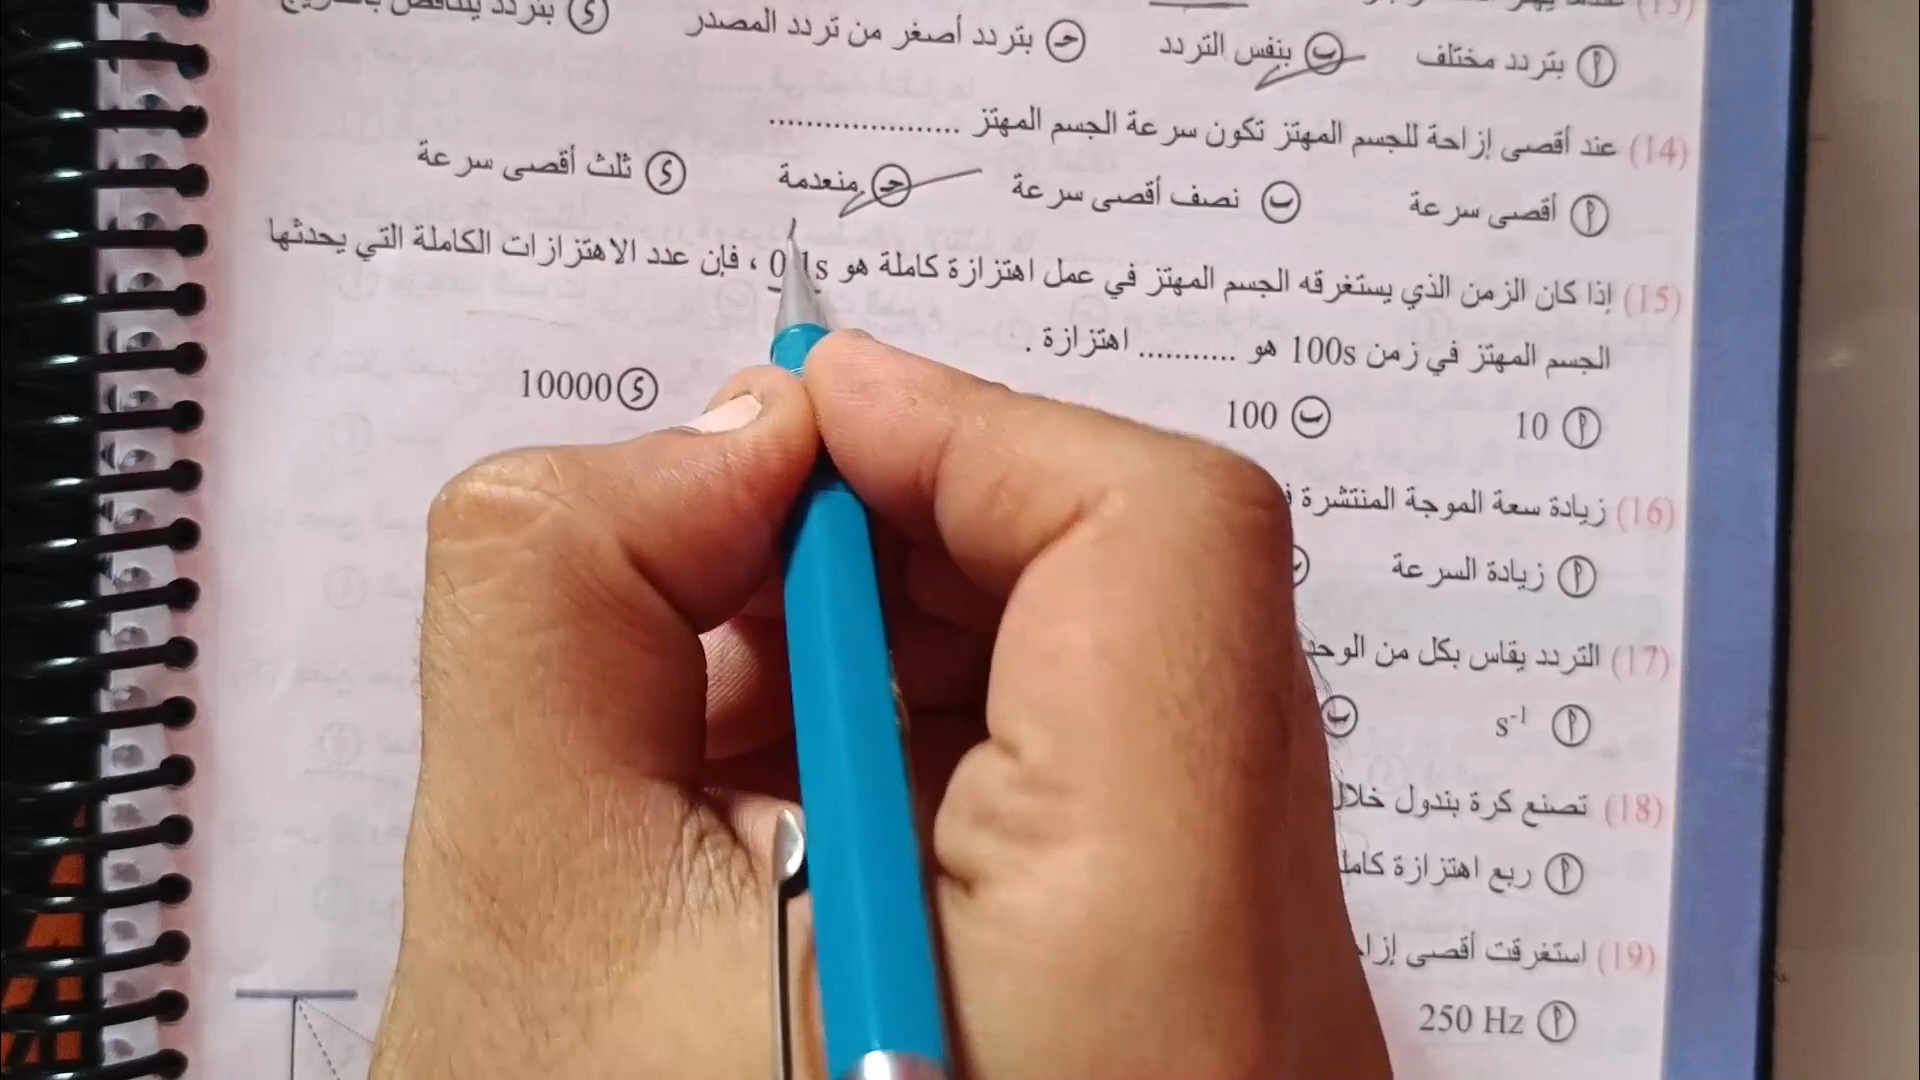 (13)
أ بتردد مختلف ب بنفس التردد جـ بتردد أصغر من تردد المصدر د بتردد يتناقص بالتدريج
(14) عند أقصى إزاحة للجسم المهتز تكون سرعة الجسم المهتز .....................
أ أقصى سرعة ب نصف أقصى سرعة جـ منعدمة د ثلث أقصى سرعة
(15) إذا كان الزمن الذي يستغرقه الجسم المهتز في عمل اهتزازة كاملة هو 0.1s ، فإن عدد الاهتزازات الكاملة التي يحدثها
الجسم المهتز في زمن 100s هو ........... اهتزازة .
أ 10 ب 100 د 10000
(16) زيادة سعة الموجة المنتشرة
أ زيادة السرعة
(17) التردد يقاس بكل من
أ s⁻¹ ب
(18) تصنع كرة بندول خلال
أ ربع اهتزازة
(19) استغرقت أقصى
أ 250 Hz